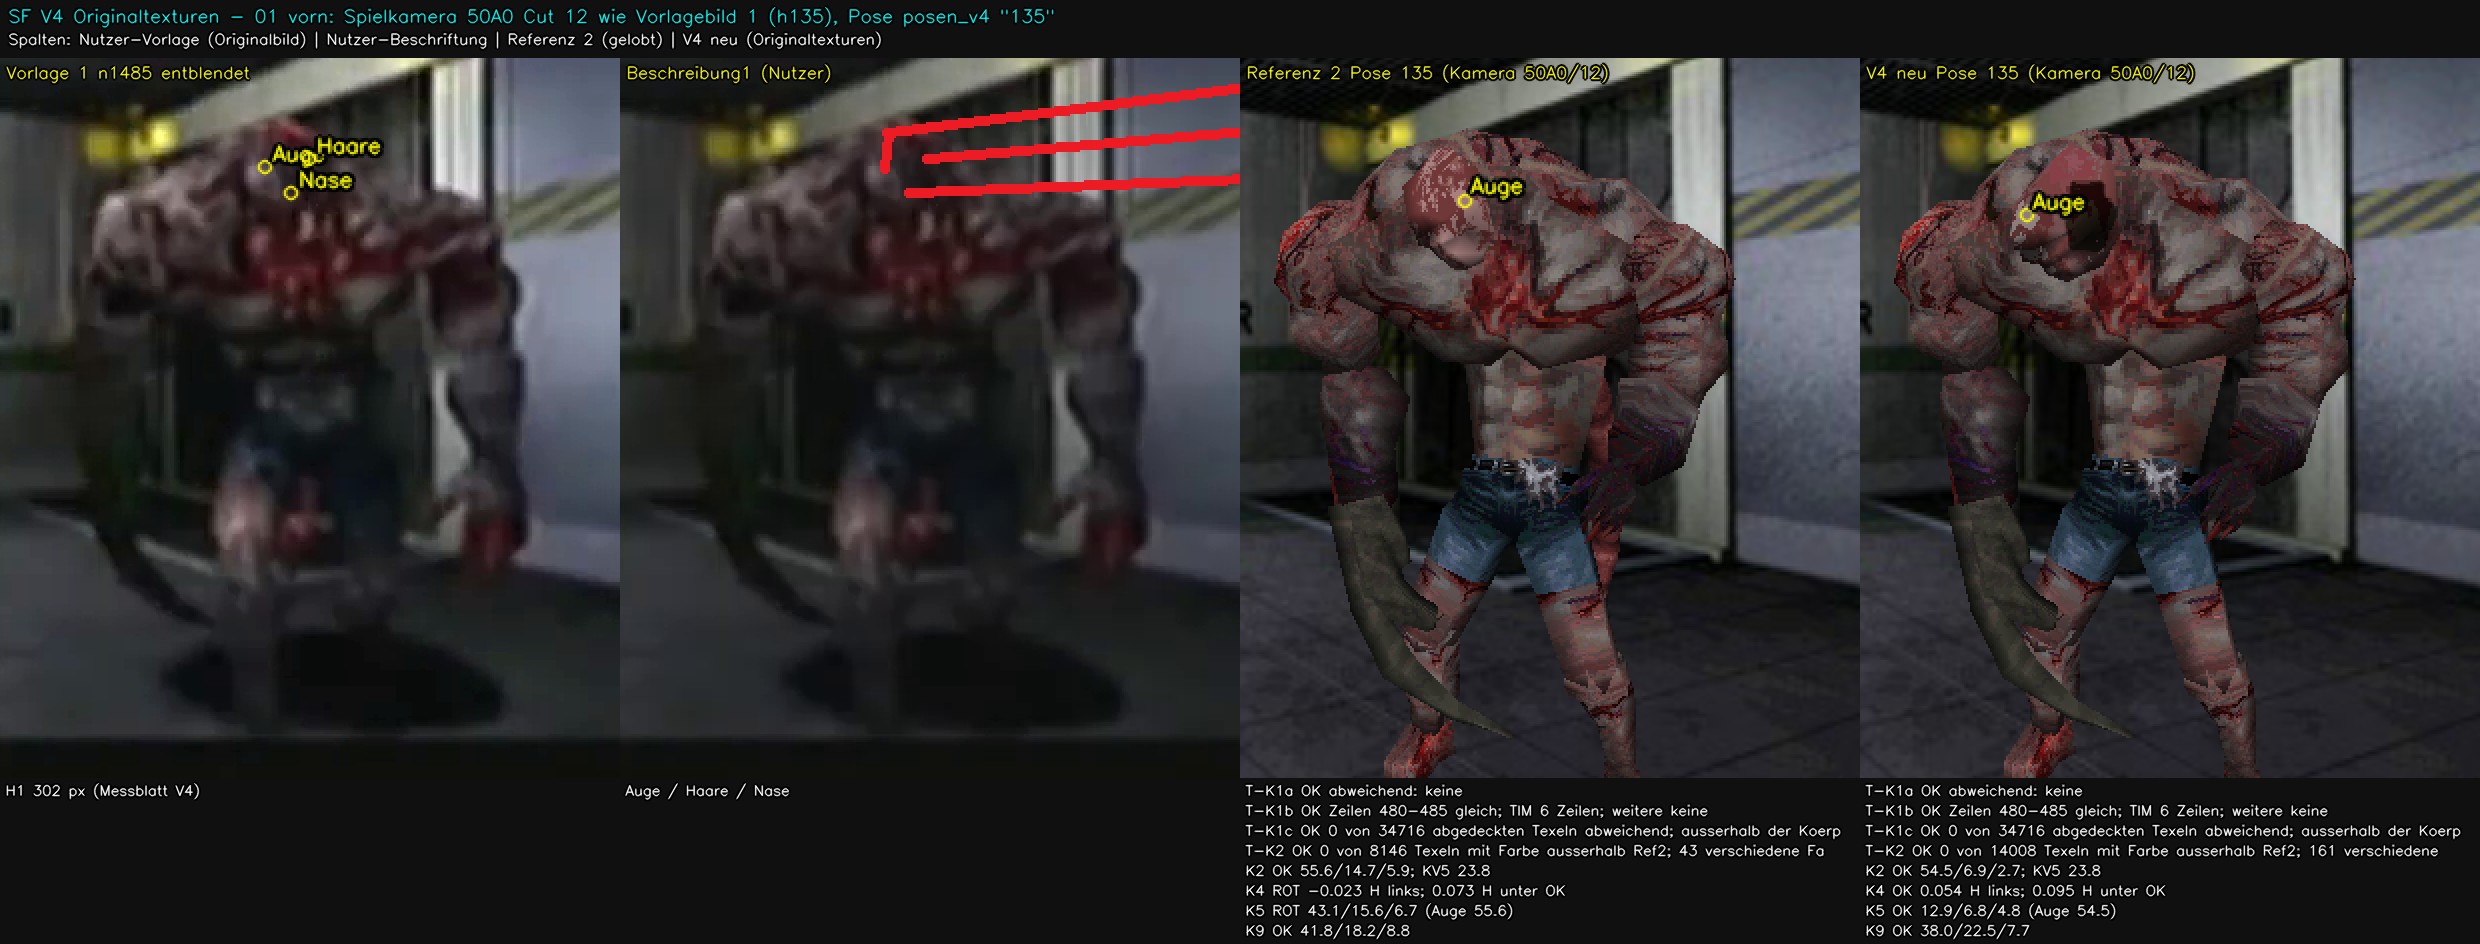 SF V4 Originaltexturen - 01 vorn: Spielkamera 50A0 Cut 12 wie Vorlagebild 1 (h135), Pose posen_v4 "135"
Spalten: Nutzer-Vorlage (Originalbild) | Nutzer-Beschriftung | Referenz 2 (gelobt) | V4 neu (Originaltexturen)
Vorlage 1 n1485 entblendet
Haare
Nase
H1 302 px (Messblatt V4)
Beschreibung1 (Nutzer)
Auge / Haare / Nase
Referenz 2 Pose 135 (Kamera 50A0/12)
Auge
T-K1a OK abweichend: keine
T-K1b OK Zeilen 480-485 gleich; TIM 6 Zeilen; weitere keine
T-K1c OK 0 von 34716 abgedeckten Texeln abweichend; ausserhalb der Koerp
T-K2 OK 0 von 8146 Texeln mit Farbe ausserhalb Ref2; 43 verschiedene Fa
K2 OK 55.6/14.7/5.9; KV5 23.8
K4 ROT -0.023 H links; 0.073 H unter OK
K5 ROT 43.1/15.6/6.7 (Auge 55.6)
K9 OK 41.8/18.2/8.8
V4 neu Pose 135 (Kamera 50A0/12)
Auge
T-K1a OK abweichend: keine
T-K1b OK Zeilen 480-485 gleich; TIM 6 Zeilen; weitere keine
T-K1c OK 0 von 34716 abgedeckten Texeln abweichend; ausserhalb der Koerp
T-K2 OK 0 von 14008 Texeln mit Farbe ausserhalb Ref2; 161 verschiedene
K2 OK 54.5/6.9/2.7; KV5 23.8
K4 OK 0.054 H links; 0.095 H unter OK
K5 OK 12.9/6.8/4.8 (Auge 54.5)
K9 OK 38.0/22.5/7.7